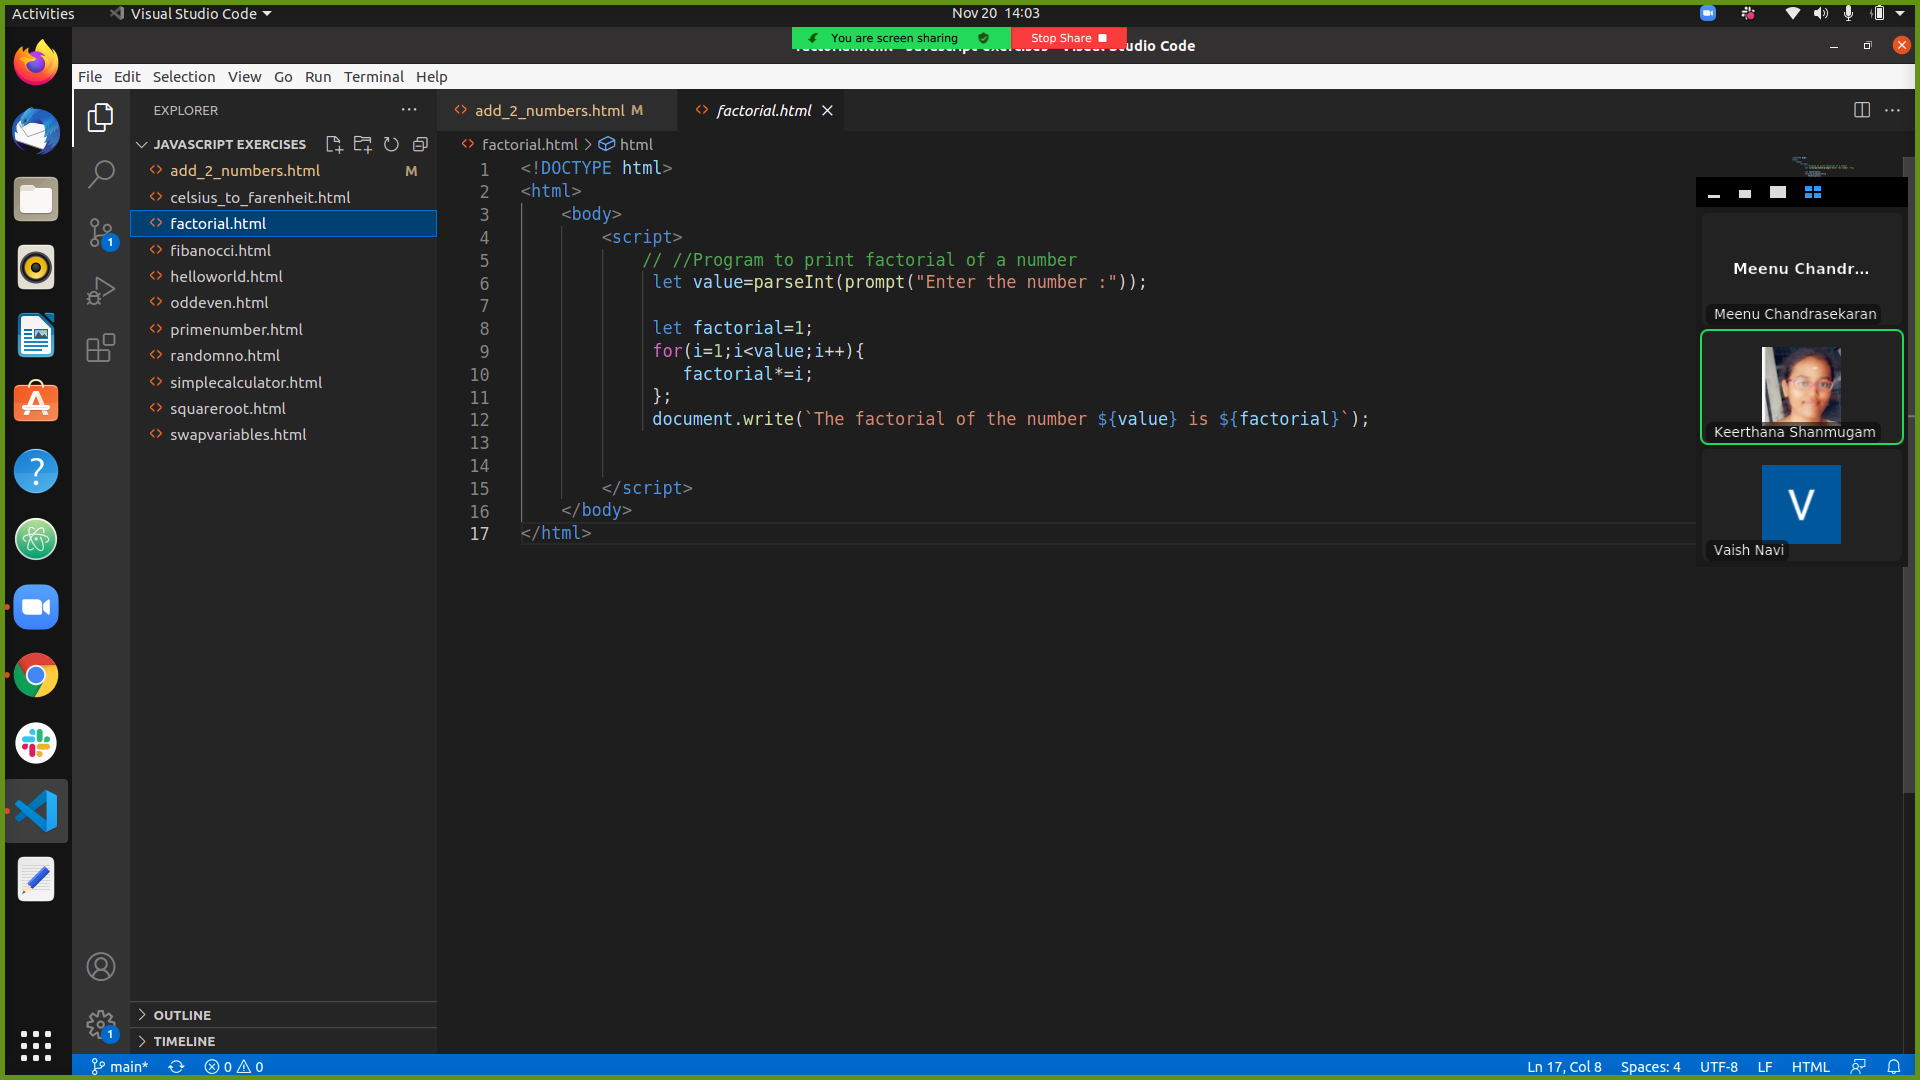 Activities
Visual Studio Code
Nov 20 14:03
You are screen sharing
Stop Share
Studio Code
File Edit Selection View Go Run Terminal Help
EXPLORER
JAVASCRIPT EXERCISES
add_2_numbers.html M
celsius_to_farenheit.html
factorial.html
fibanocci.html
helloworld.html
oddeven.html
primenumber.html
randomno.html
simplecalculator.html
squareroot.html
swapvariables.html
OUTLINE
TIMELINE
1
1
add_2_numbers.html M
factorial.html
factorial.html > html
1 <!DOCTYPE html>
2 <html>
3 <body>
4 <script>
5 // //Program to print factorial of a number
6 let value=parseInt(prompt("Enter the number :"));
7
8 let factorial=1;
9 for(i=1;i<value;i++){
10 factorial*=i;
11 };
12 document.write(`The factorial of the number ${value} is ${factorial}`);
13
14
15 </script>
16 </body>
17 </html>
Meenu Chandr...
Meenu Chandrasekaran
Keerthana Shanmugam
V
Vaish Navi
main* 0 0
Ln 17, Col 8 Spaces: 4 UTF-8 LF HTML